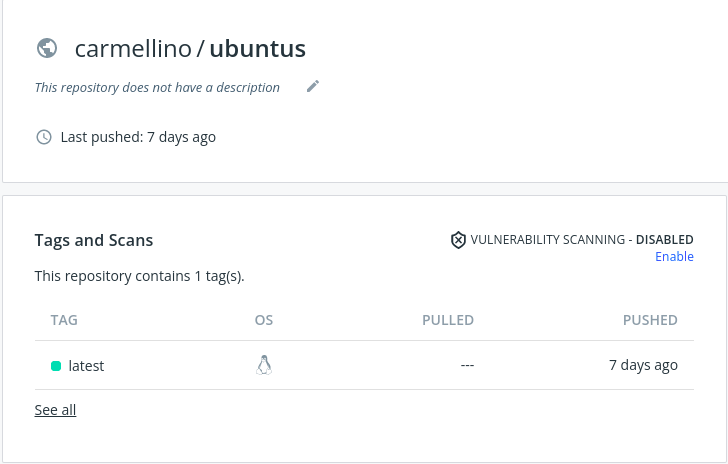 carmellino / ubuntus
This repository does not have a description
Last pushed: 7 days ago
Tags and Scans
VULNERABILITY SCANNING - DISABLED
Enable
This repository contains 1 tag(s).
TAG OS PULLED PUSHED
latest --- 7 days ago
See all